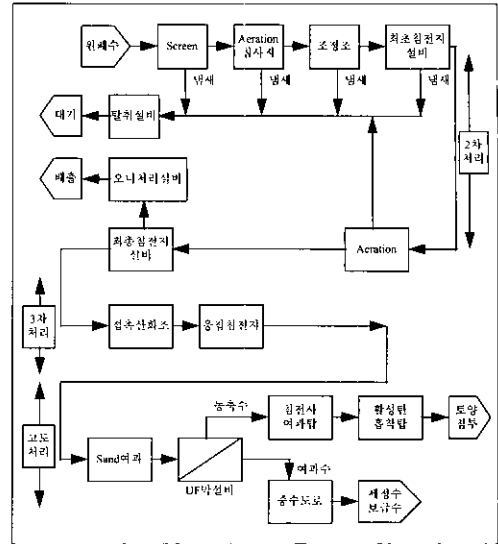 원폐수
Screen
Aeration
침사지
조정조
최초침전지
설비
냄새
냄새
냄새
냄새
대기
탈취설비
2차
처리
배출
오니처리설비
최종침전지
설비
Aeration
3차
처리
접촉산화조
응집침전지
고도
처리
농축수
침전사
여과탑
활성탄
흡착탑
토양
침투
Sand여과
UF막설비
여과수
중수도로
세정수
보급수